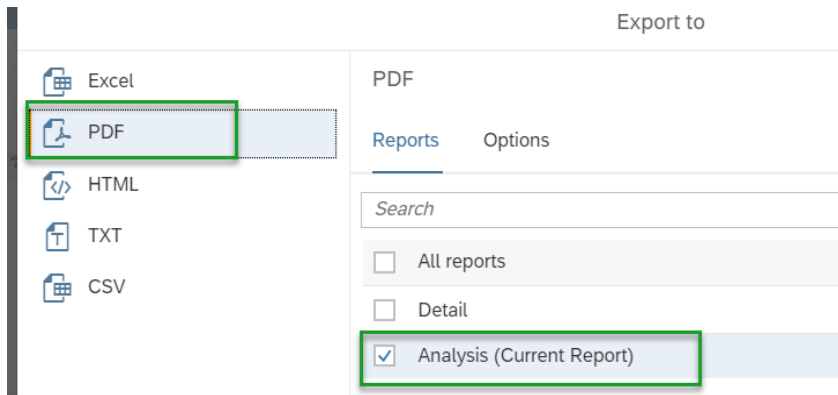 Export to
Excel
PDF
HTML
TXT
CSV
PDF
Reports Options
Search
All reports
Detail
Analysis (Current Report)